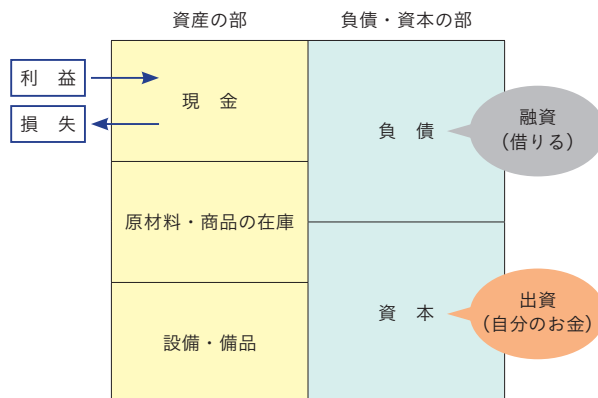 資産の部
負債・資本の部
利　益
損　失
現　金
原材料・商品の在庫
設備・備品
負　債
資　本
融資
（借りる）
出資
（自分のお金）